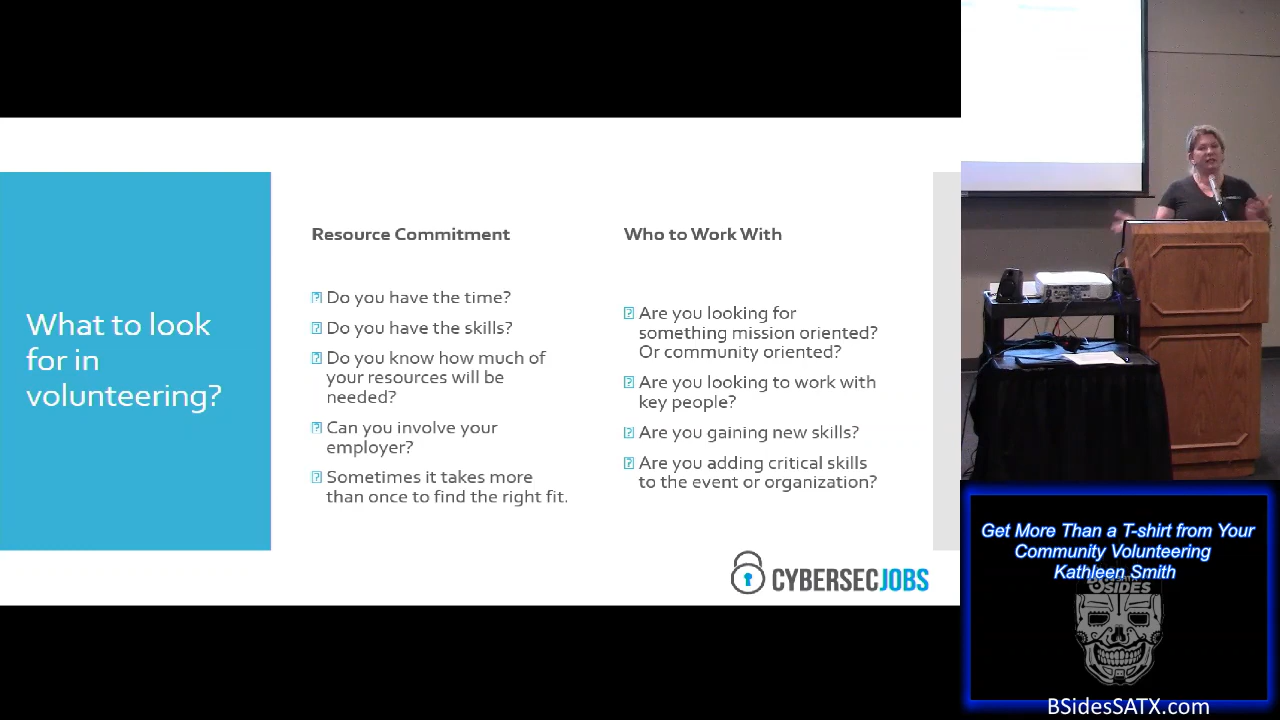 What to look
for in
volunteering?
Resource Commitment
Do you have the time?
Do you have the skills?
Do you know how much of
your resources will be
needed?
Can you involve your
employer?
Sometimes it takes more
than once to find the right fit.
Who to Work With
Are you looking for
something mission oriented?
Or community oriented?
Are you looking to work with
key people?
Are you gaining new skills?
Are you adding critical skills
to the event or organization?
CYBERSECJOBS
Get More Than a T-shirt from Your
Community Volunteering
Kathleen Smith
BSIDES
BSidesSATX.com